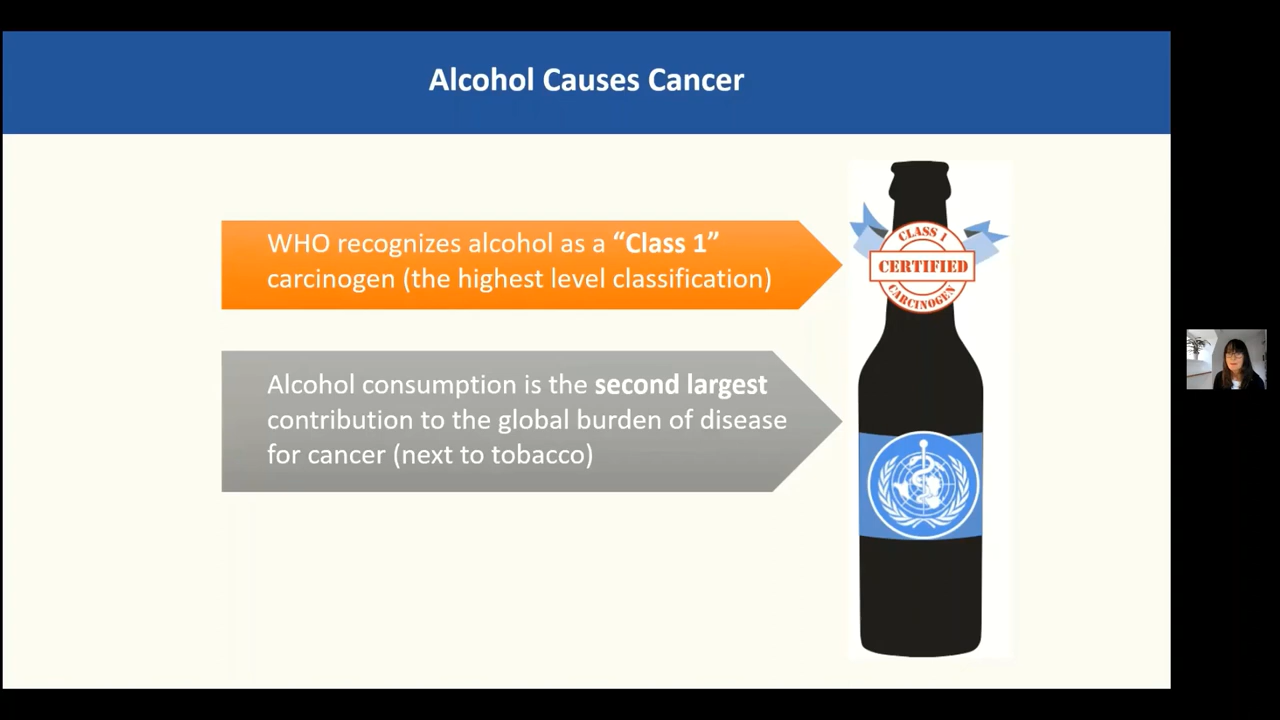 Alcohol Causes Cancer
WHO recognizes alcohol as a “Class 1”
carcinogen (the highest level classification)
CLASS 1
CERTIFIED
CARCINOGEN
Alcohol consumption is the second largest
contribution to the global burden of disease
for cancer (next to tobacco)